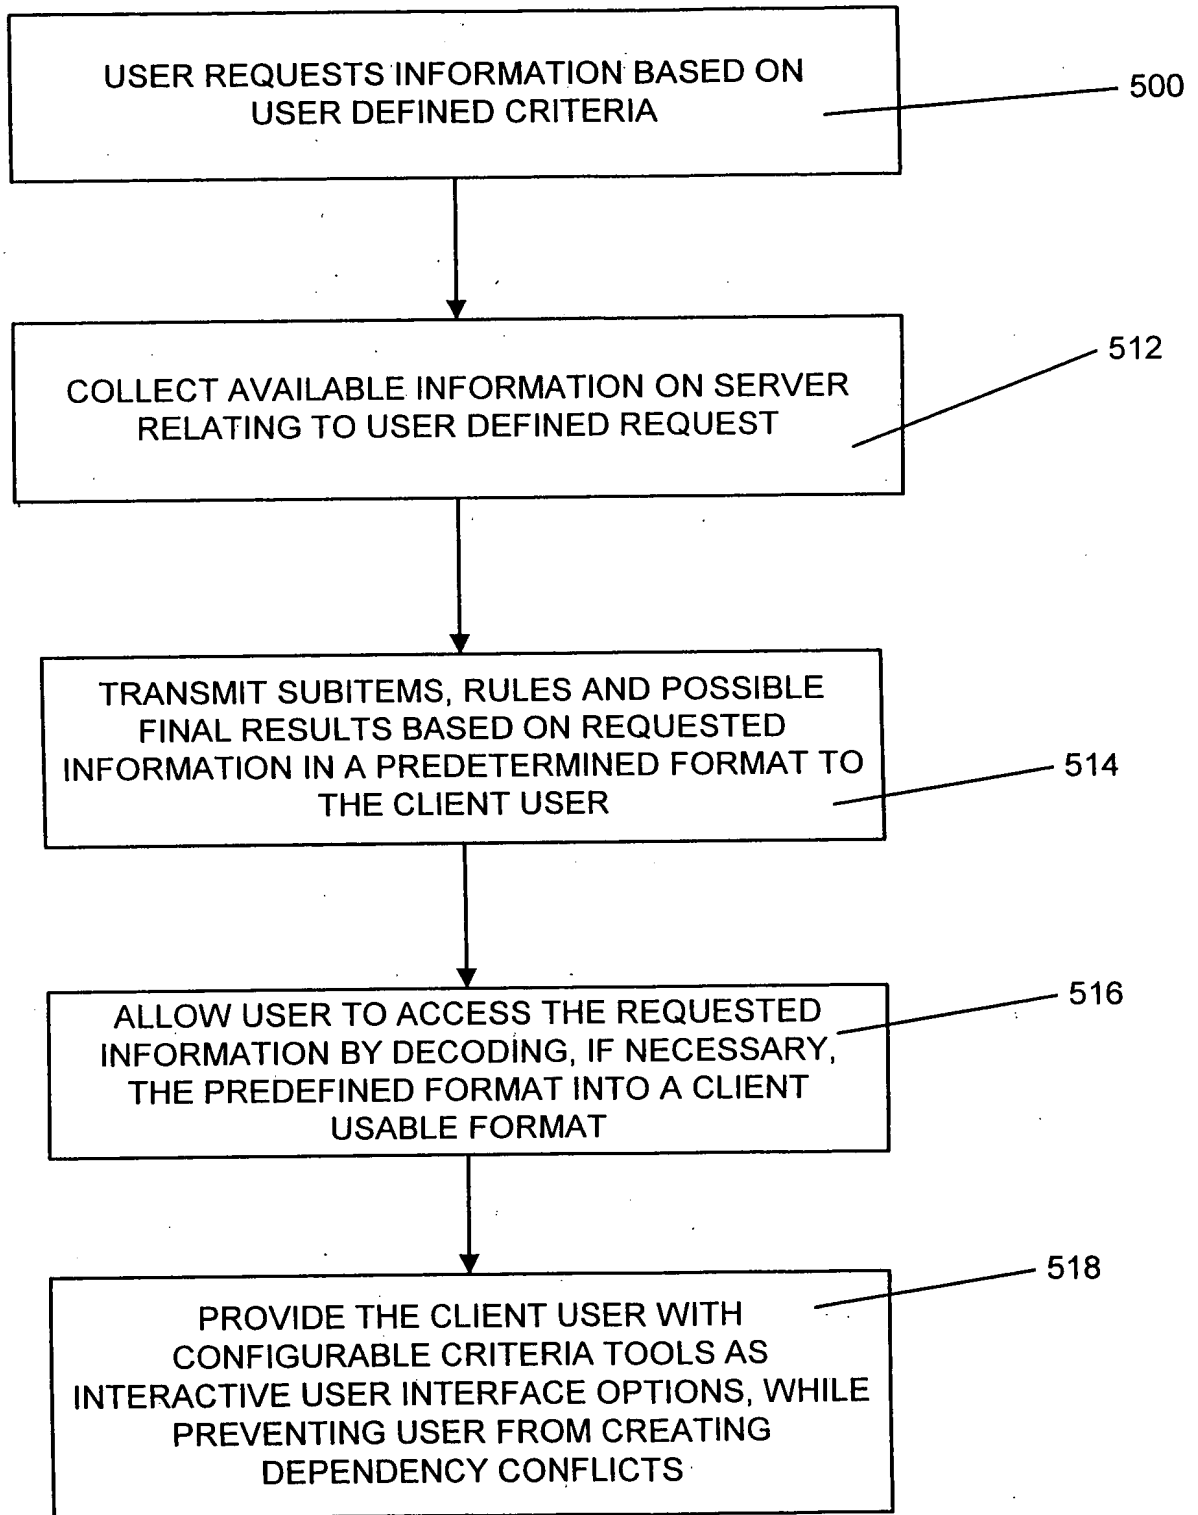 USER REQUESTS INFORMATION BASED ON
USER DEFINED CRITERIA
500
COLLECT AVAILABLE INFORMATION ON SERVER
RELATING TO USER DEFINED REQUEST
512
TRANSMIT SUBITEMS, RULES AND POSSIBLE
FINAL RESULTS BASED ON REQUESTED
INFORMATION IN A PREDETERMINED FORMAT TO
THE CLIENT USER
514
ALLOW USER TO ACCESS THE REQUESTED
INFORMATION BY DECODING, IF NECESSARY,
THE PREDEFINED FORMAT INTO A CLIENT
USABLE FORMAT
516
PROVIDE THE CLIENT USER WITH
CONFIGURABLE CRITERIA TOOLS AS
INTERACTIVE USER INTERFACE OPTIONS, WHILE
PREVENTING USER FROM CREATING
DEPENDENCY CONFLICTS
518